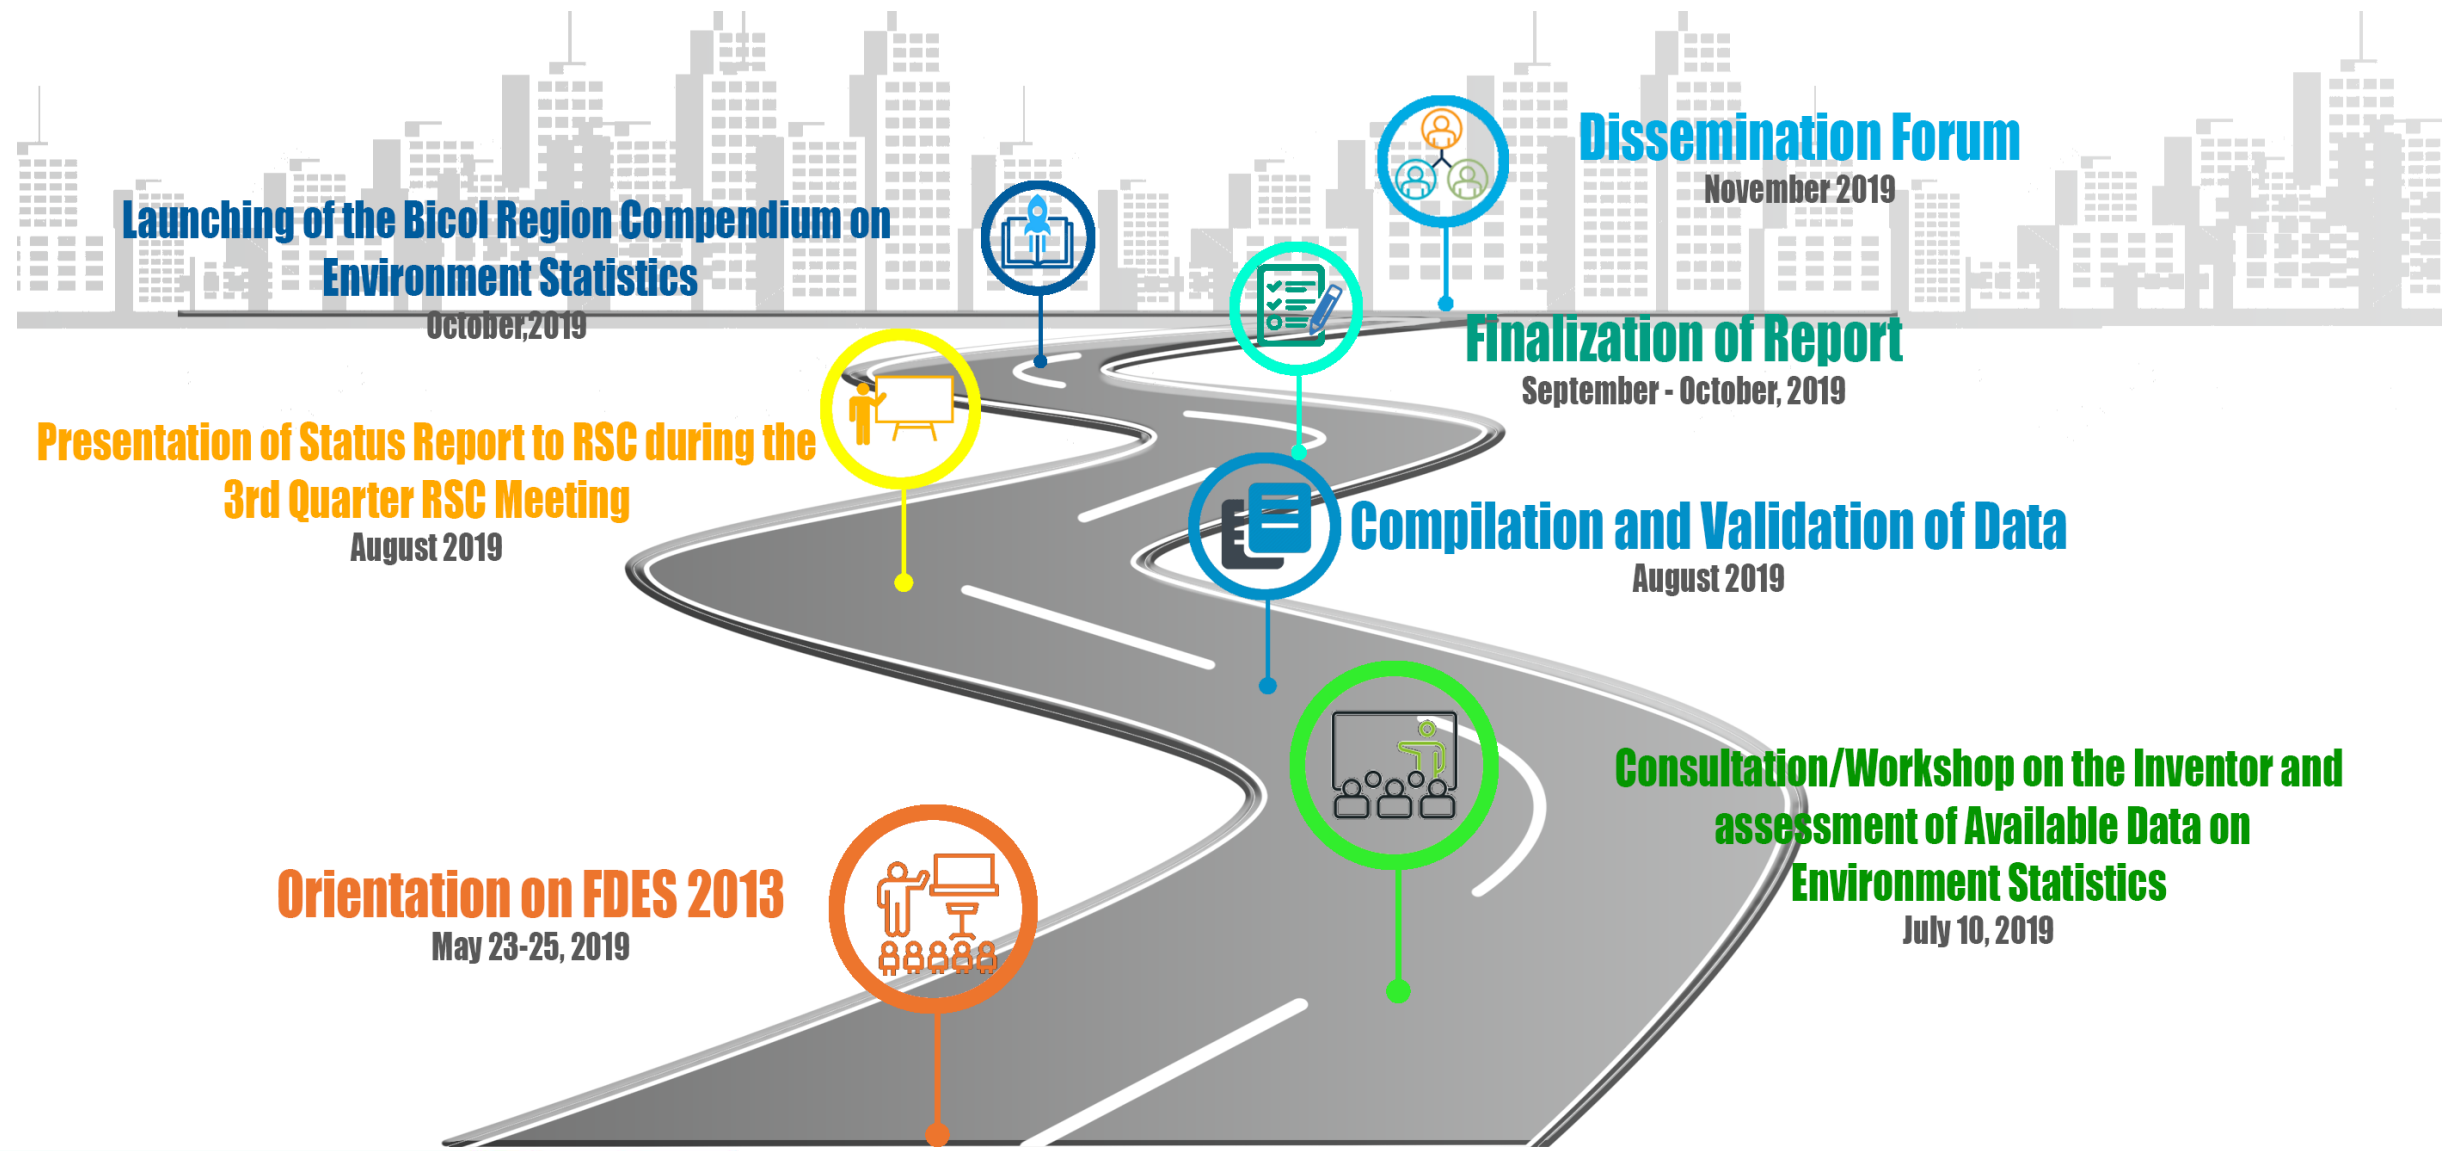 Dissemination Forum
November 2019
Launching of the Bicol Region Compendium on
Environment Statistics
October,2019
Finalization of Report
September - October, 2019
Presentation of Status Report to RSC during the
3rd Quarter RSC Meeting
August 2019
Compilation and Validation of Data
August 2019
Consultation/Workshop on the Inventor and
assessment of Available Data on
Environment Statistics
July 10, 2019
Orientation on FDES 2013
May 23-25, 2019